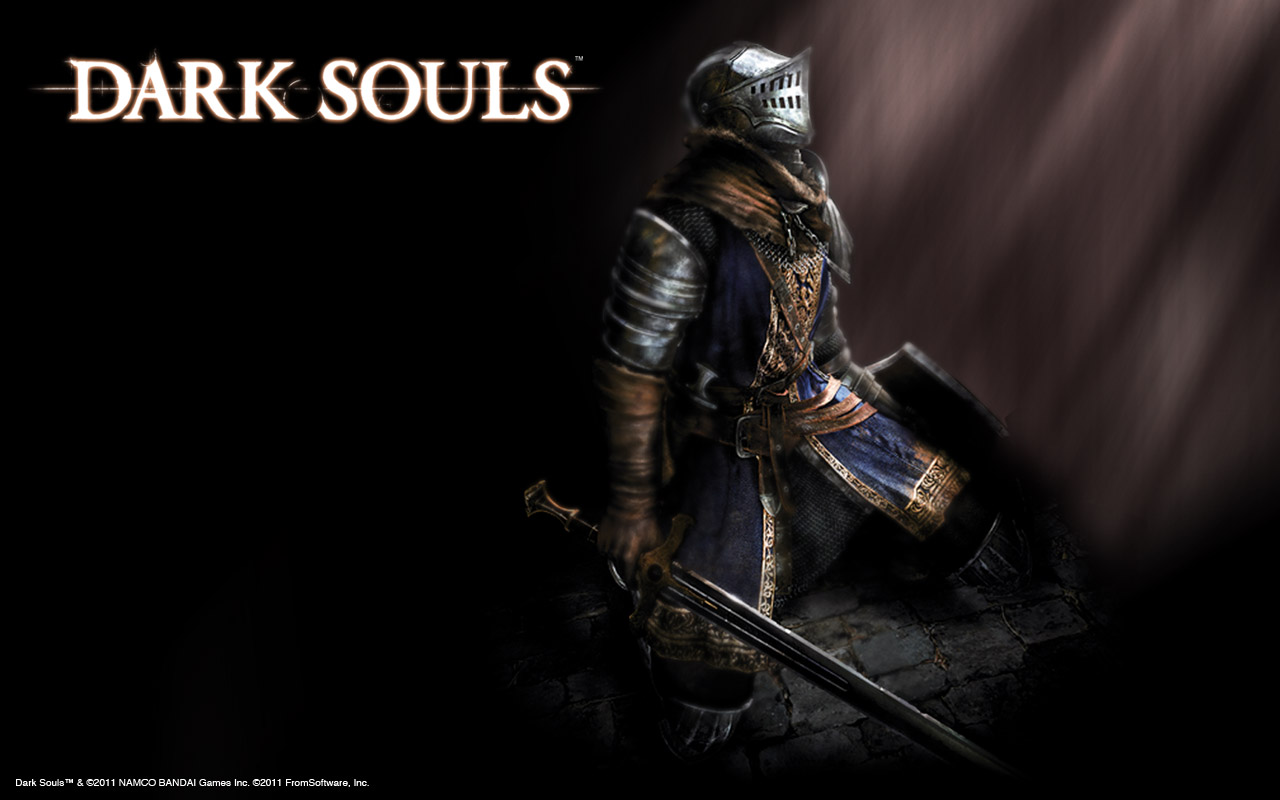 DARK SOULS™
Dark Souls™ & ©2011 NAMCO BANDAI Games Inc. ©2011 FromSoftware, Inc.